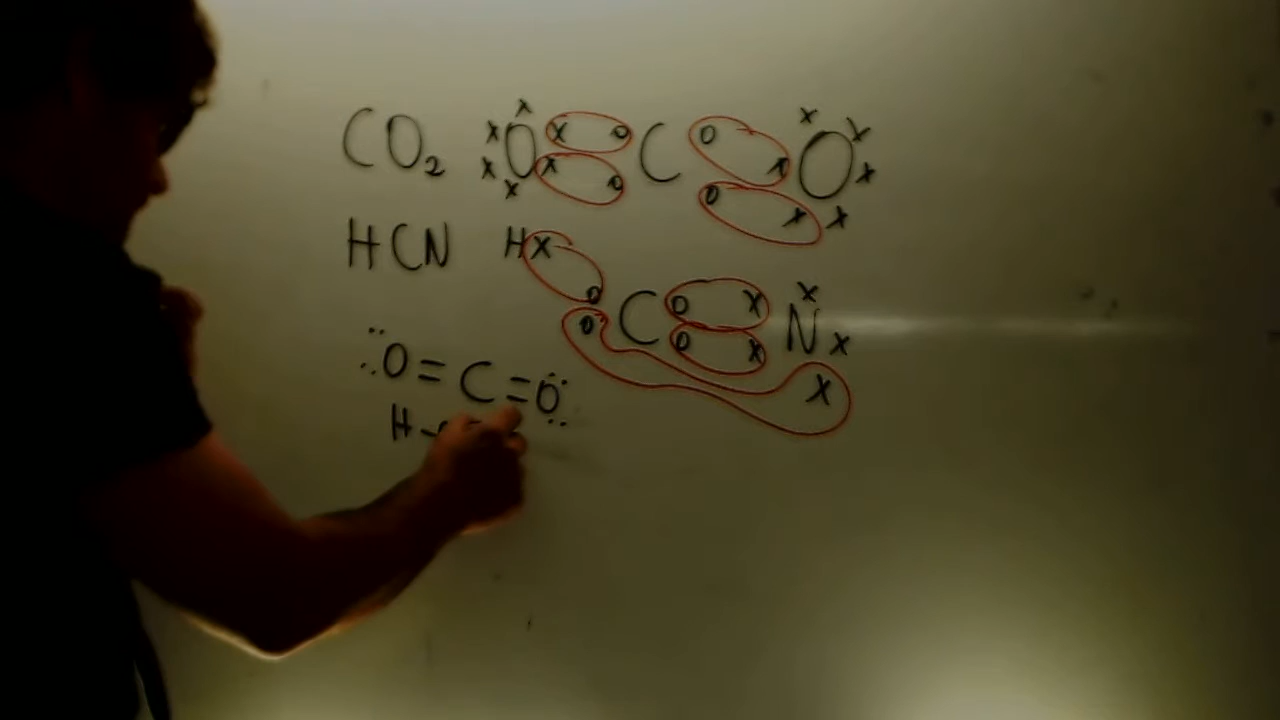 CO₂ x x x x O x o x o C o x o x O x x x x
HCN H x o
o C o x o x N x x x
:Ö = C = Ö:
H –